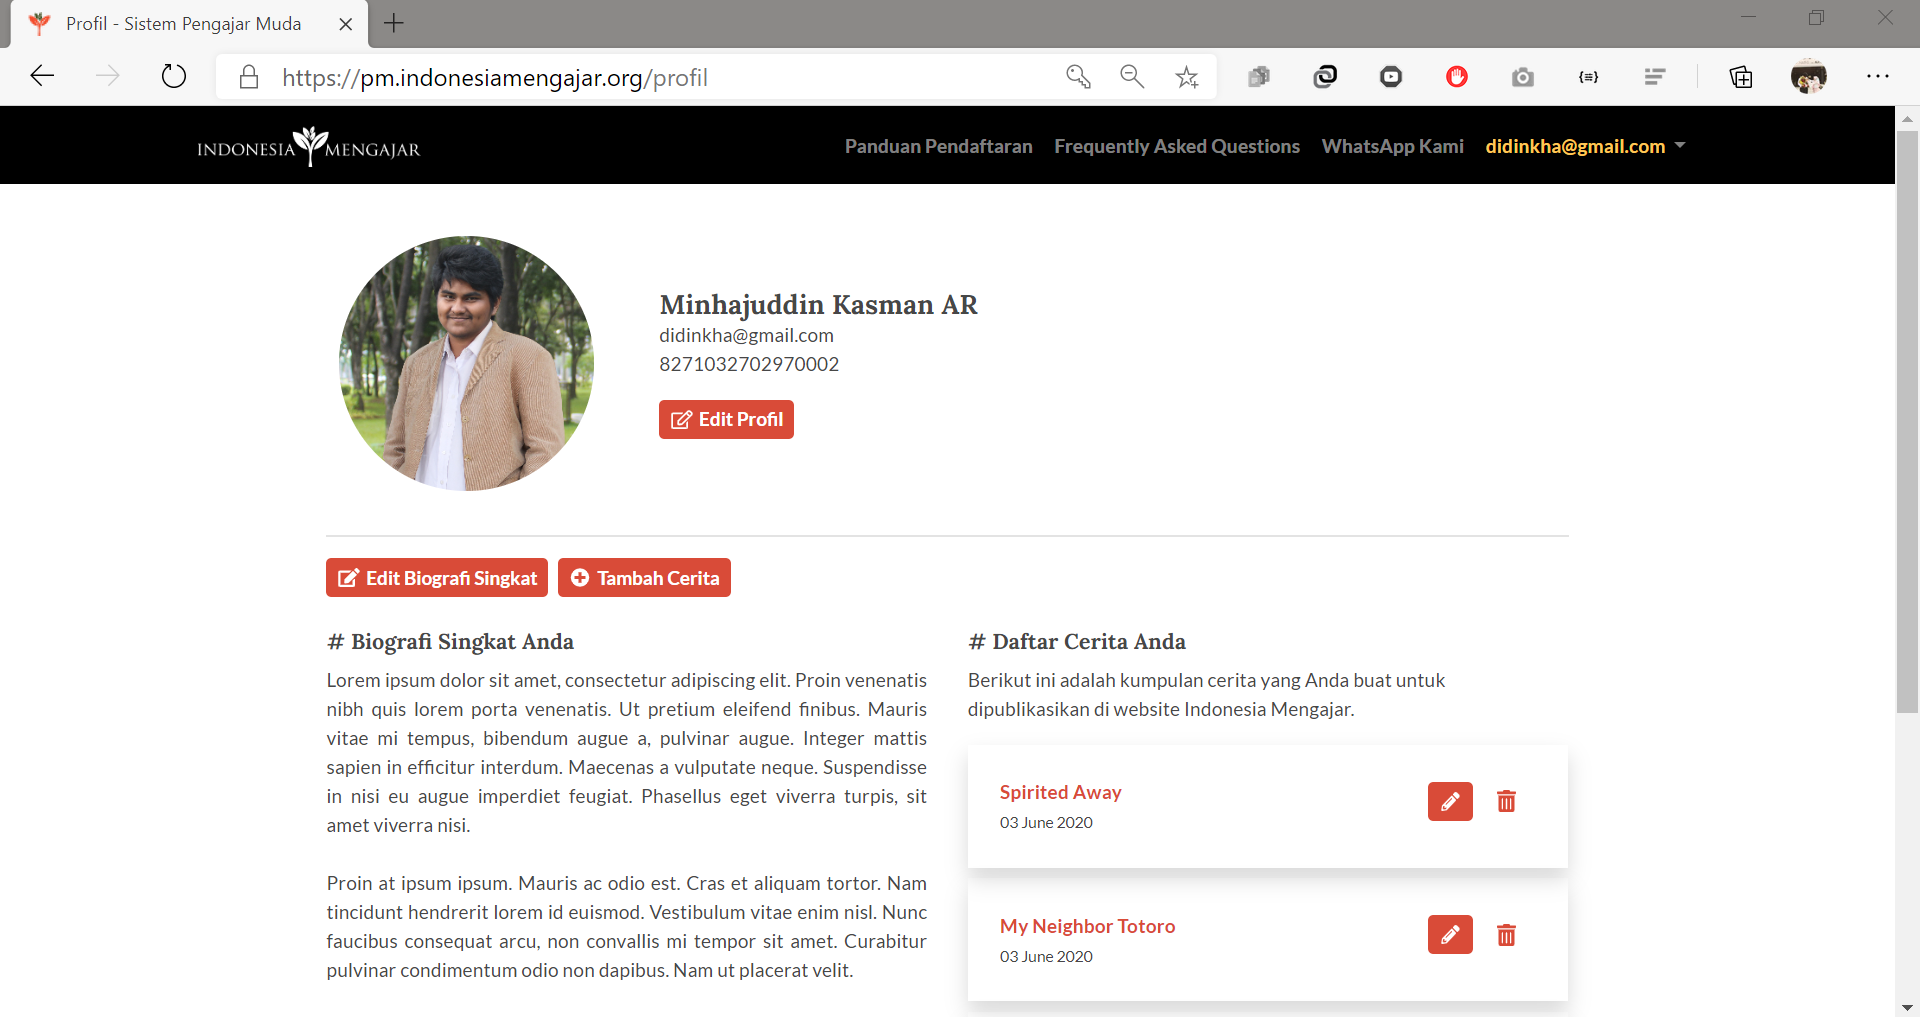 Profil - Sistem Pengajar Muda
https://pm.indonesiamengajar.org/profil
INDONESIA MENGAJAR
Panduan Pendaftaran
Frequently Asked Questions
WhatsApp Kami
didinkha@gmail.com
Minhajuddin Kasman AR
didinkha@gmail.com
8271032702970002
Edit Profil
Edit Biografi Singkat
Tambah Cerita
# Biografi Singkat Anda
Lorem ipsum dolor sit amet, consectetur adipiscing elit. Proin venenatis
nibh quis lorem porta venenatis. Ut pretium eleifend finibus. Mauris
vitae mi tempus, bibendum augue a, pulvinar augue. Integer mattis
sapien in efficitur interdum. Maecenas a vulputate neque. Suspendisse
in nisi eu augue imperdiet feugiat. Phasellus eget viverra turpis, sit
amet viverra nisi.
Proin at ipsum ipsum. Mauris ac odio est. Cras et aliquam tortor. Nam
tincidunt hendrerit lorem id euismod. Vestibulum vitae enim nisl. Nunc
faucibus consequat arcu, non convallis mi tempor sit amet. Curabitur
pulvinar condimentum odio non dapibus. Nam ut placerat velit.
# Daftar Cerita Anda
Berikut ini adalah kumpulan cerita yang Anda buat untuk
dipublikasikan di website Indonesia Mengajar.
Spirited Away
03 June 2020
My Neighbor Totoro
03 June 2020